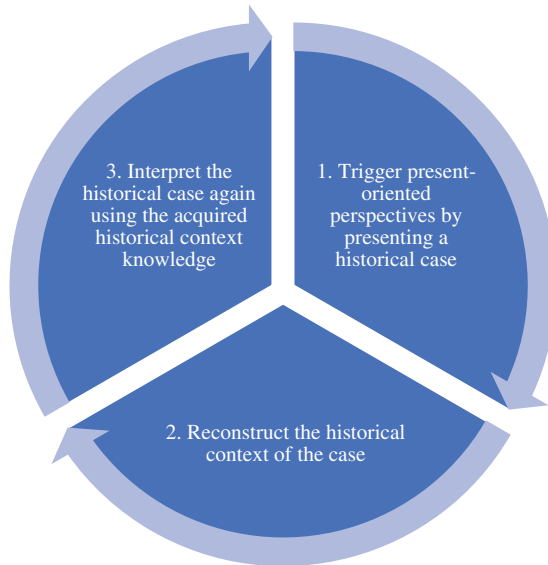 1. Trigger present-
oriented
perspectives by
presenting a
historical case
2. Reconstruct the historical
context of the case
3. Interpret the
historical case again
using the acquired
historical context
knowledge